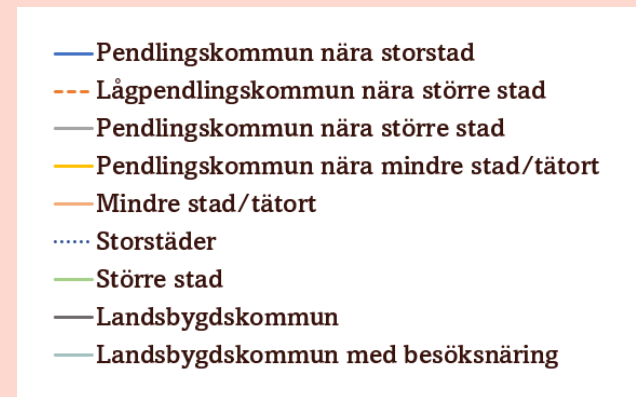 Pendlingskommun nära storstad
Lågpendlingskommun nära större stad
Pendlingskommun nära större stad
Pendlingskommun nära mindre stad/tätort
Mindre stad/tätort
Storstäder
Större stad
Landsbygdskommun
Landsbygdskommun med besöksnäring